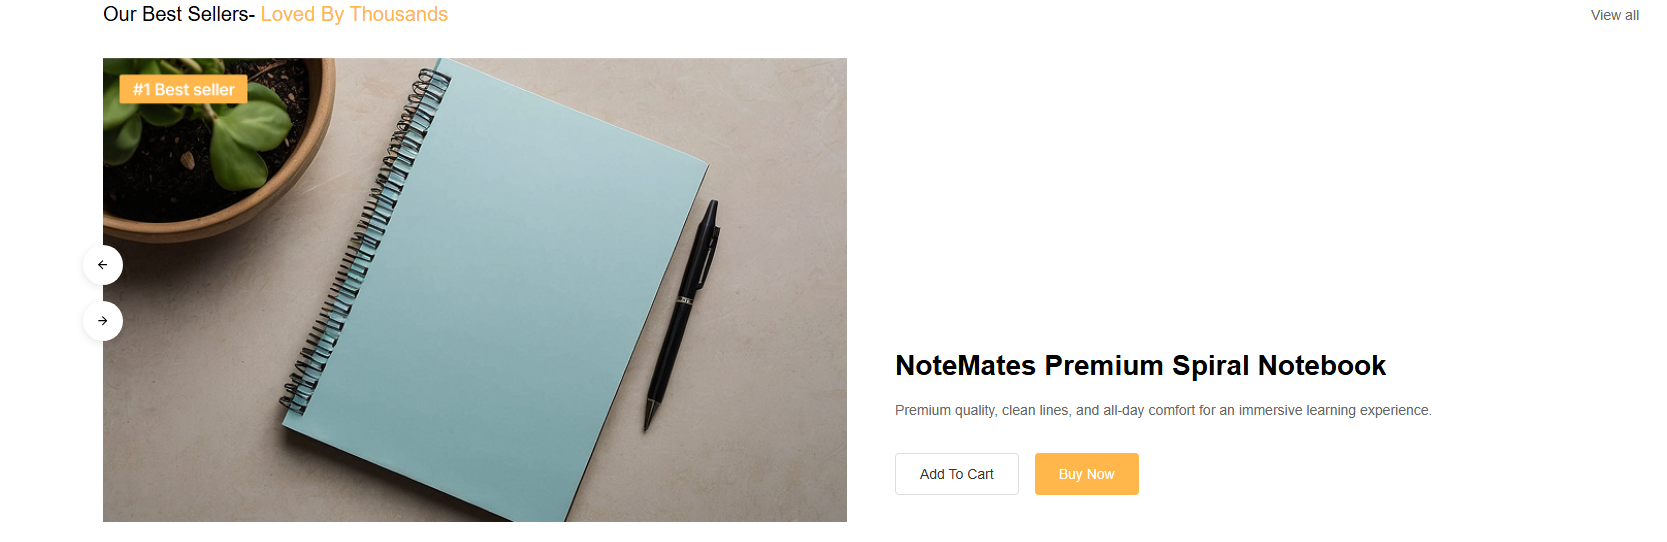 Our Best Sellers- Loved By Thousands
View all
#1 Best seller
NoteMates Premium Spiral Notebook
Premium quality, clean lines, and all-day comfort for an immersive learning experience.
Add To Cart
Buy Now